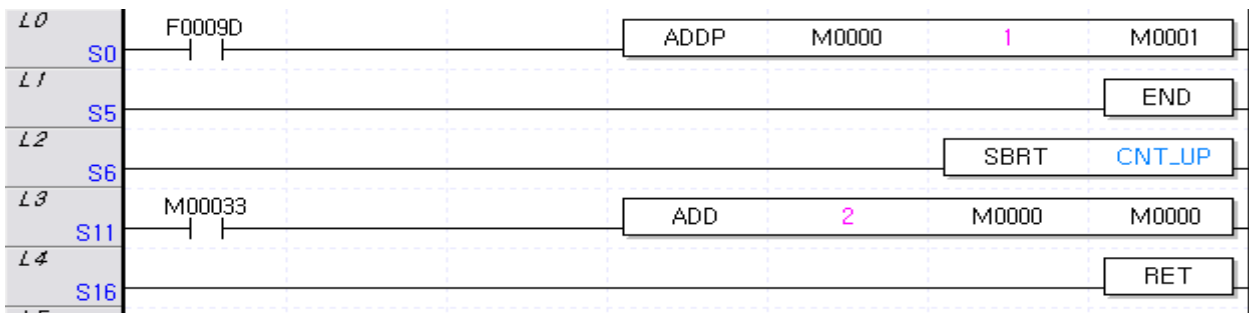 L0
F0009D
S0
ADDP M0000 1 M0001
L1
S5
END
L2
S6
SBRT CNT_UP
L3
M00033
S11
ADD 2 M0000 M0000
L4
S16
RET